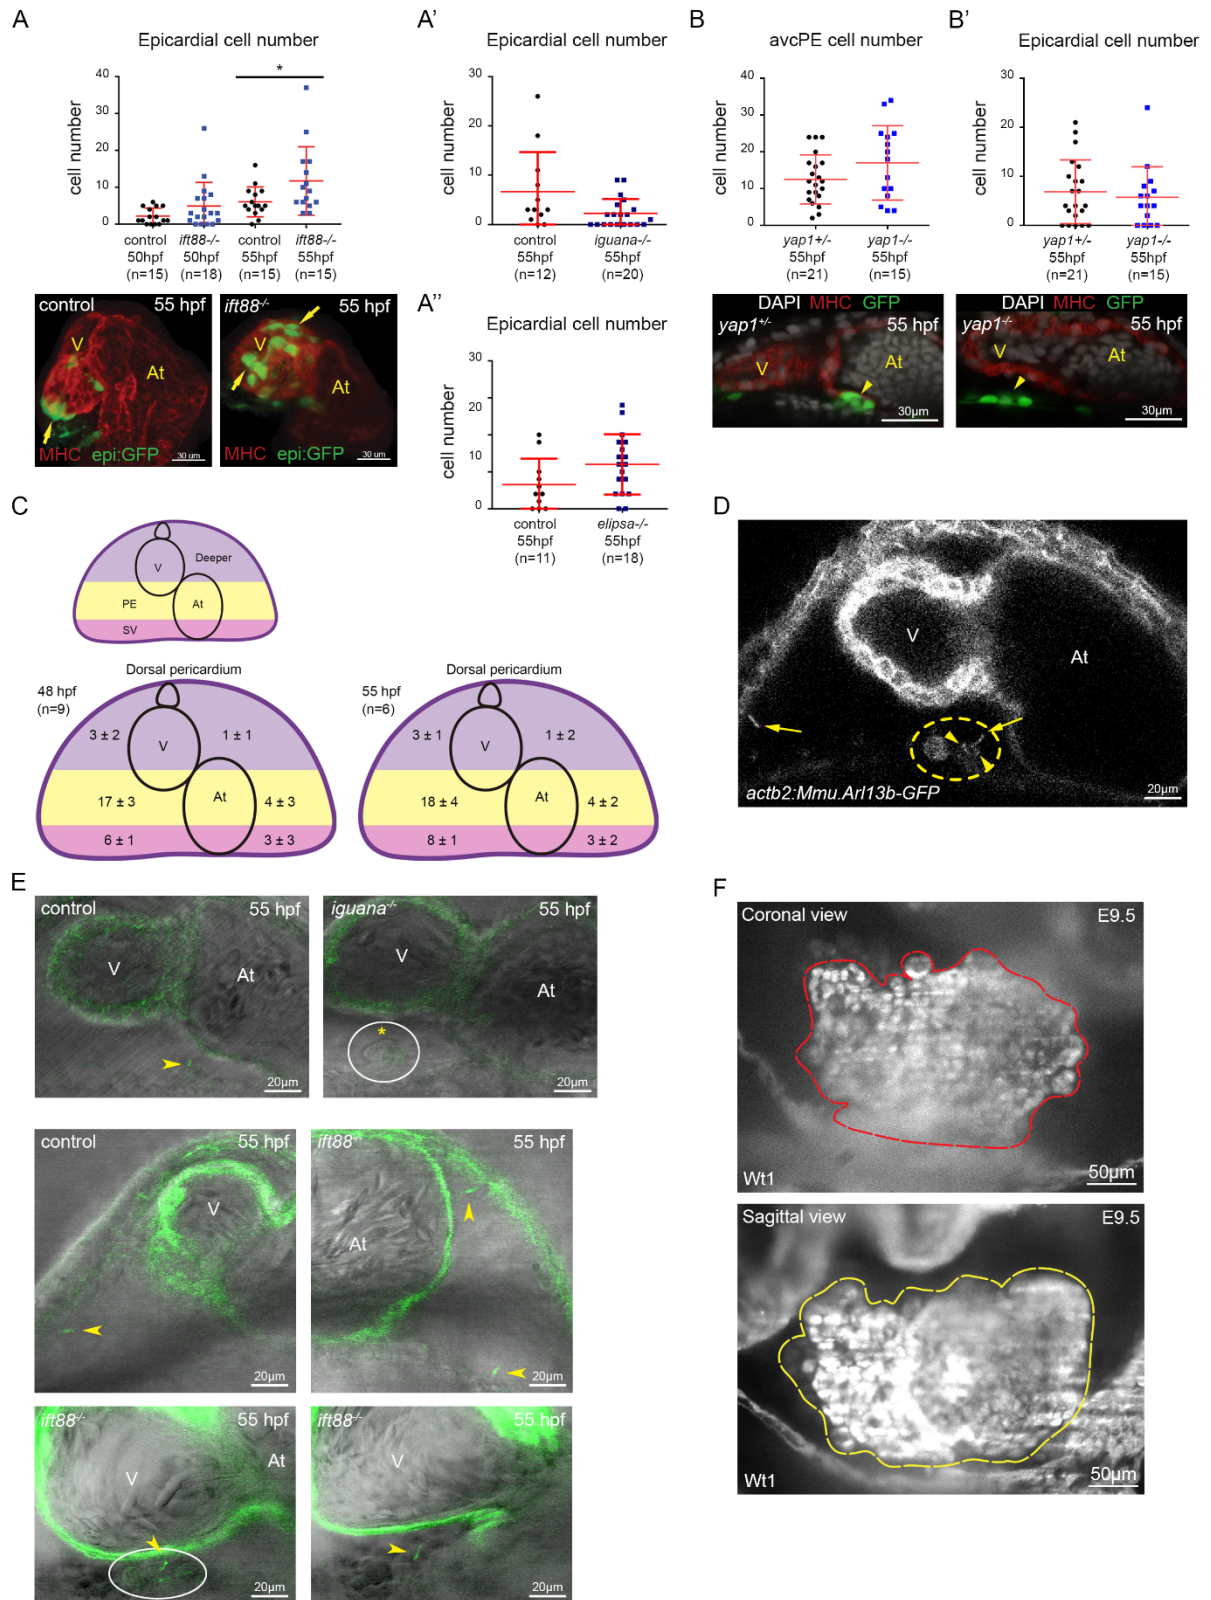 A
Epicardial cell number
cell number
40
30
20
10
0
*
control
50hpf
(n=15)
ift88-/-
50hpf
(n=18)
control
55hpf
(n=15)
ift88-/-
55hpf
(n=15)
control
55 hpf
V
At
MHC epi:GFP
30 um
ift88-/-
55 hpf
V
At
MHC epi:GFP
30 um
A'
Epicardial cell number
cell number
30
20
10
0
control
55hpf
(n=12)
iguana-/-
55hpf
(n=20)
A''
Epicardial cell number
cell number
30
20
10
0
control
55hpf
(n=11)
elipsa-/-
55hpf
(n=18)
B
avcPE cell number
cell number
40
30
20
10
0
yap1+/-
55hpf
(n=21)
yap1-/-
55hpf
(n=15)
B'
Epicardial cell number
cell number
30
20
10
0
yap1+/-
55hpf
(n=21)
yap1-/-
55hpf
(n=15)
DAPI MHC GFP
yap1+/-
55 hpf
V
At
30µm
DAPI MHC GFP
yap1-/-
55 hpf
V
At
30µm
C
Deeper
V
PE
At
SV
Dorsal pericardium
48 hpf
(n=9)
3 ± 2
1 ± 1
V
17 ± 3
At
4 ± 3
6 ± 1
3 ± 3
Dorsal pericardium
55 hpf
(n=6)
3 ± 1
1 ± 2
V
18 ± 4
At
4 ± 2
8 ± 1
3 ± 2
D
V
At
actb2:Mmu.Arl13b-GFP
20µm
E
control
55 hpf
V
At
20µm
iguana-/-
55 hpf
V
At
*
20µm
control
55 hpf
V
20µm
ift88-/-
55 hpf
At
20µm
ift88-/-
55 hpf
At
V
20µm
ift88-/-
55 hpf
V
20µm
F
Coronal view
E9.5
Wt1
50µm
Sagittal view
E9.5
Wt1
50µm